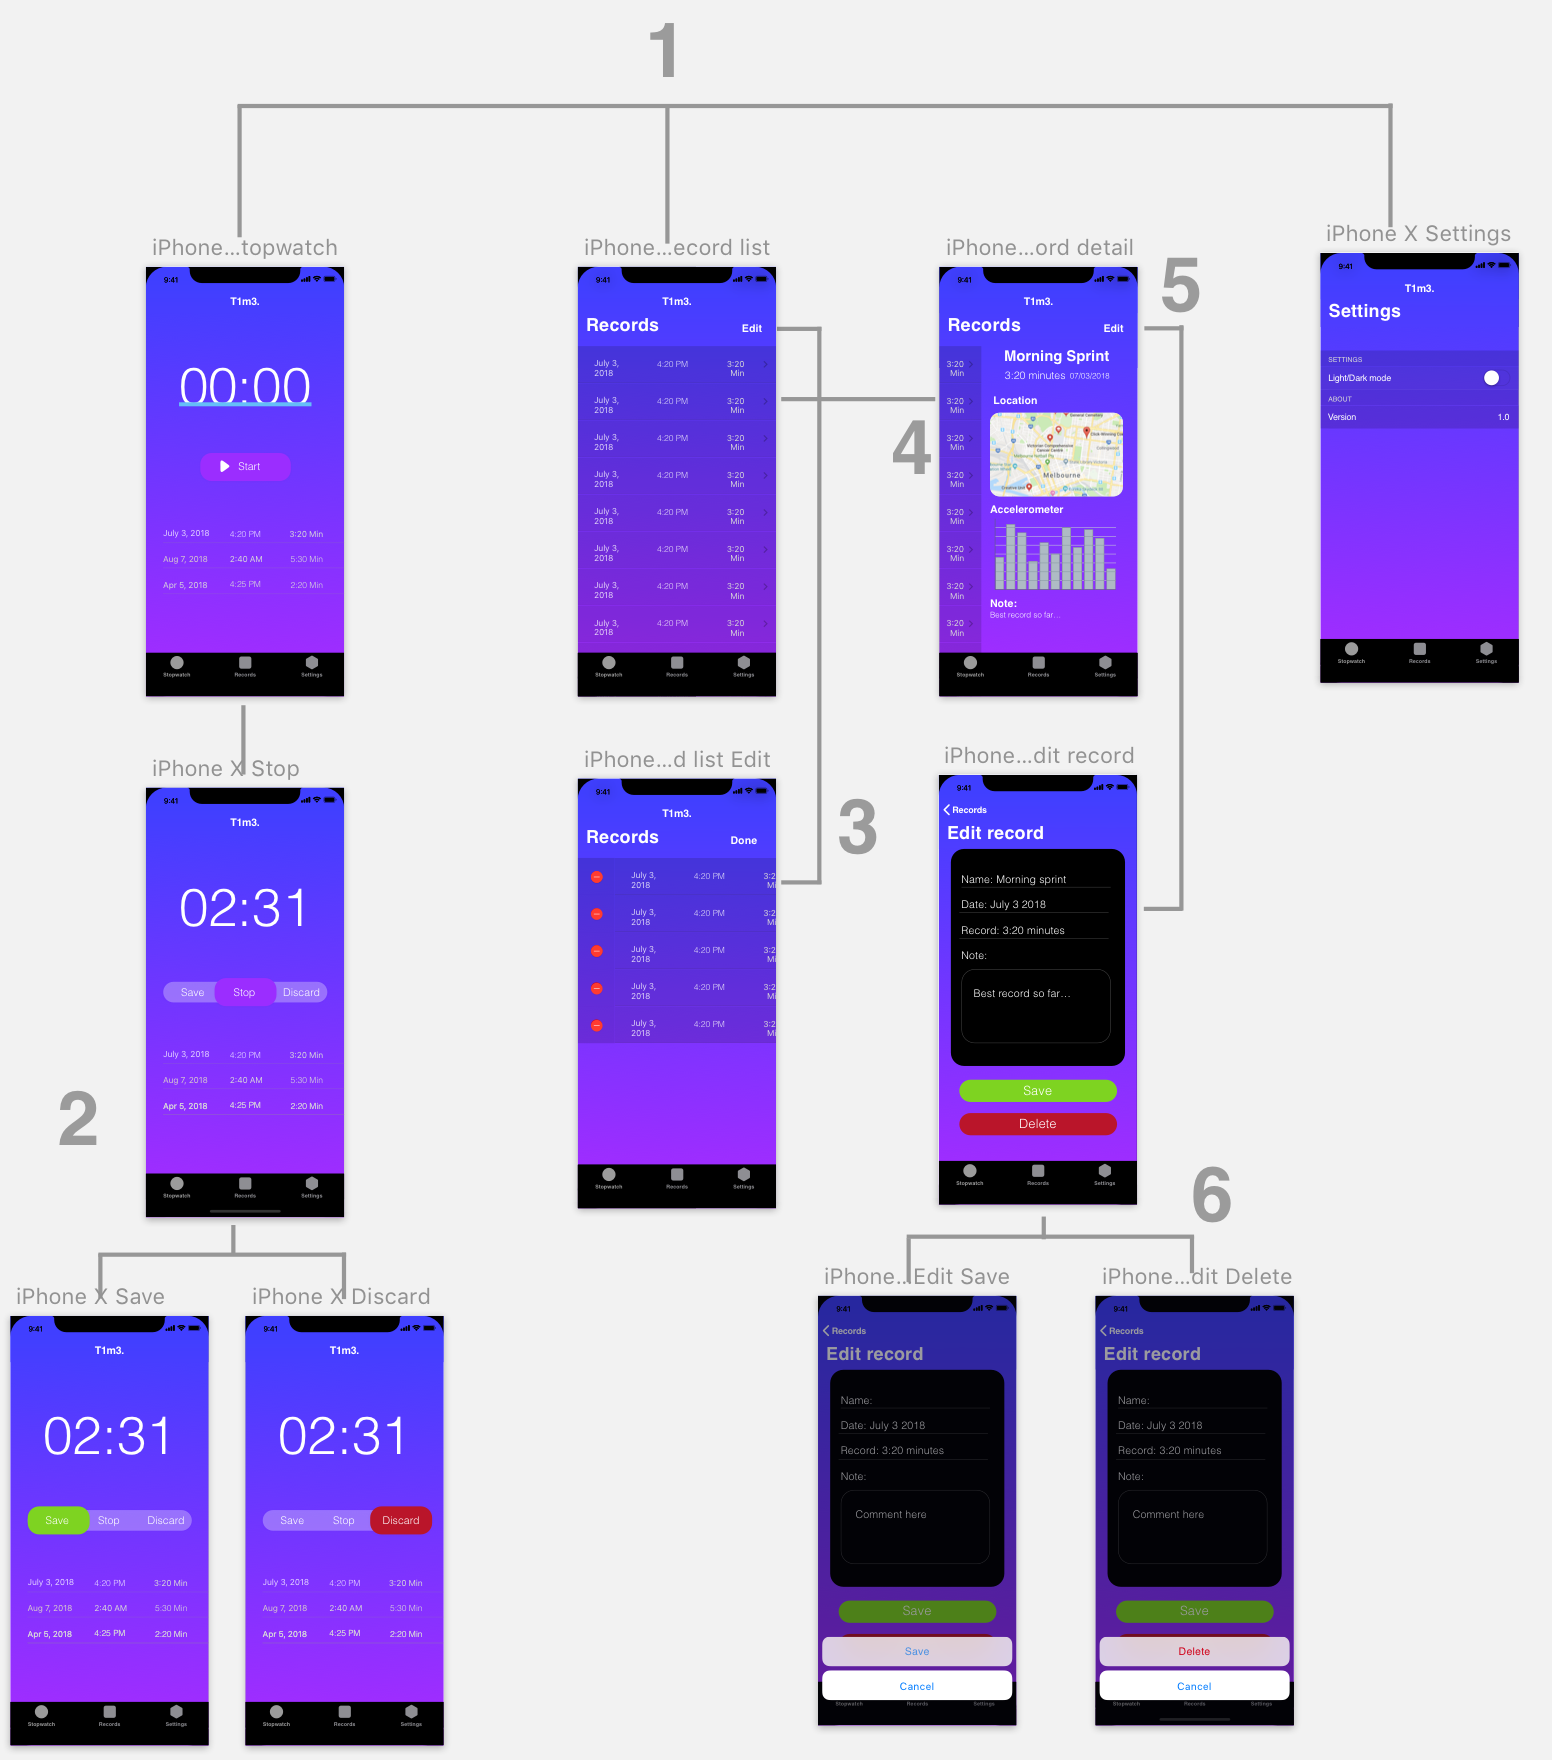 1
iPhone...topwatch
9:41
T1m3.
00:00
Start
July 3, 2018 4:20 PM 3:20 Min
Aug 7, 2018 2:40 AM 5:30 Min
Apr 5, 2018 4:25 PM 2:20 Min
Stopwatch Records Settings
iPhone...ecord list
9:41
T1m3.
Records Edit
July 3, 2018 4:20 PM 3:20 Min
July 3, 2018 4:20 PM 3:20 Min
July 3, 2018 4:20 PM 3:20 Min
July 3, 2018 4:20 PM 3:20 Min
July 3, 2018 4:20 PM 3:20 Min
July 3, 2018 4:20 PM 3:20 Min
July 3, 2018 4:20 PM 3:20 Min
July 3, 2018 4:20 PM 3:20 Min
Stopwatch Records Settings
4
iPhone...ord detail
9:41
T1m3.
Records Edit
3:20 Min
3:20 Min
3:20 Min
3:20 Min
3:20 Min
3:20 Min
3:20 Min
3:20 Min
Morning Sprint
3:20 minutes 07/03/2018
Location
Melbourne
Accelerometer
Note:
Best record so far...
Stopwatch Records Settings
5
iPhone X Settings
9:41
T1m3.
Settings
SETTINGS
Light/Dark mode
ABOUT
Version 1.0
Stopwatch Records Settings
iPhone X Stop
9:41
T1m3.
02:31
Save Stop Discard
July 3, 2018 4:20 PM 3:20 Min
Aug 7, 2018 2:40 AM 5:30 Min
Apr 5, 2018 4:25 PM 2:20 Min
Stopwatch Records Settings
2
iPhone...d list Edit
9:41
T1m3.
Records Done
July 3, 2018 4:20 PM 3:2 Mi
July 3, 2018 4:20 PM 3:2 Mi
July 3, 2018 4:20 PM 3:2 Mi
July 3, 2018 4:20 PM 3:2 Mi
July 3, 2018 4:20 PM 3:2 Mi
Stopwatch Records Settings
3
iPhone...dit record
9:41
Records
Edit record
Name: Morning sprint
Date: July 3 2018
Record: 3:20 minutes
Note:
Best record so far...
Save
Delete
Stopwatch Records Settings
6
iPhone X Save
9:41
T1m3.
02:31
Save Stop Discard
July 3, 2018 4:20 PM 3:20 Min
Aug 7, 2018 2:40 AM 5:30 Min
Apr 5, 2018 4:25 PM 2:20 Min
Stopwatch Records Settings
iPhone X Discard
9:41
T1m3.
02:31
Save Stop Discard
July 3, 2018 4:20 PM 3:20 Min
Aug 7, 2018 2:40 AM 5:30 Min
Apr 5, 2018 4:25 PM 2:20 Min
Stopwatch Records Settings
iPhone...Edit Save
9:41
Records
Edit record
Name:
Date: July 3 2018
Record: 3:20 minutes
Note:
Comment here
Save
Save
Cancel
Stopwatch Records Settings
iPhone...dit Delete
9:41
Records
Edit record
Name:
Date: July 3 2018
Record: 3:20 minutes
Note:
Comment here
Save
Delete
Cancel
Stopwatch Records Settings